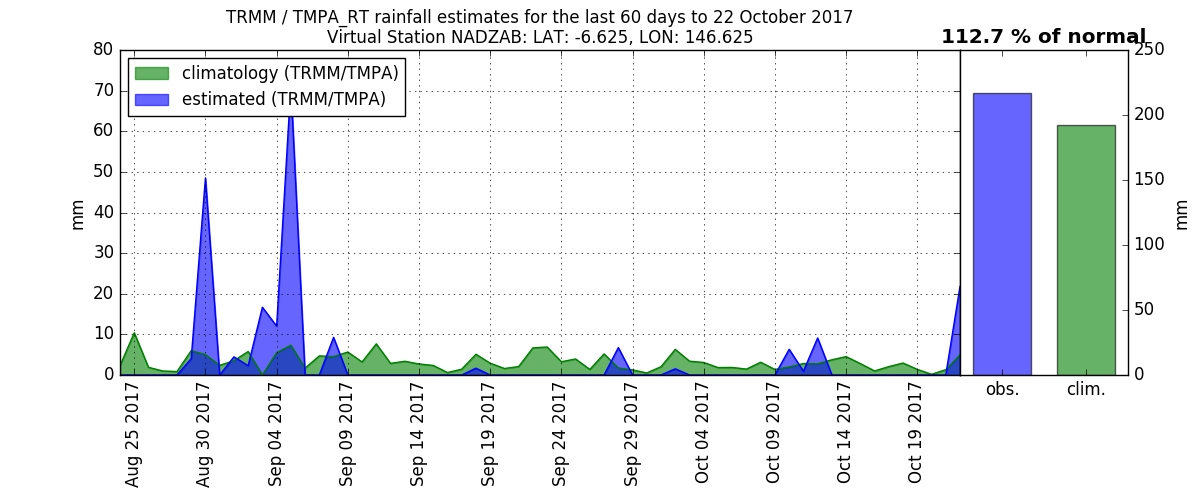 TRMM / TMPA_RT rainfall estimates for the last 60 days to 22 October 2017
Virtual Station NADZAB: LAT: -6.625, LON: 146.625
112.7 % of normal
climatology (TRMM/TMPA)
estimated (TRMM/TMPA)
80
70
60
50
40
30
20
10
0
mm
Aug 25 2017
Aug 30 2017
Sep 04 2017
Sep 09 2017
Sep 14 2017
Sep 19 2017
Sep 24 2017
Sep 29 2017
Oct 04 2017
Oct 09 2017
Oct 14 2017
Oct 19 2017
250
200
150
100
50
0
mm
obs.
clim.